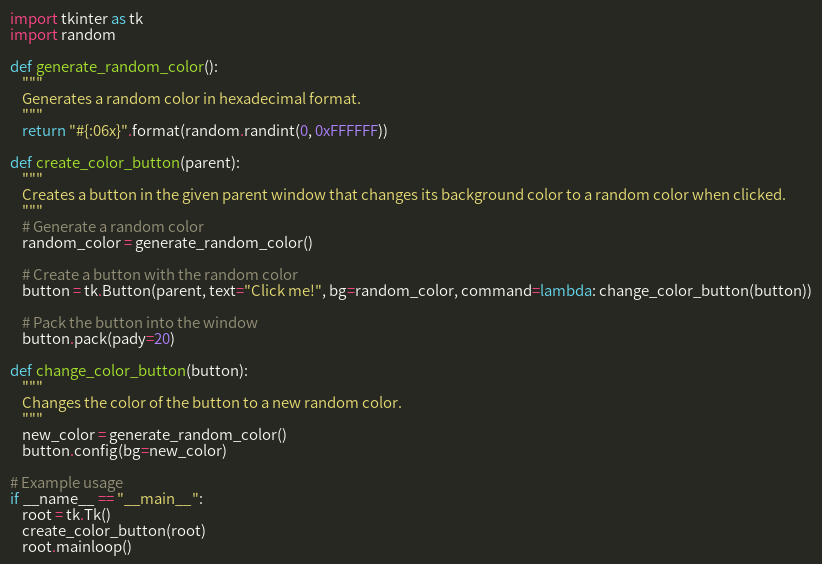 import tkinter as tk
import random

def generate_random_color():
    """
    Generates a random color in hexadecimal format.
    """
    return "#{:06x}".format(random.randint(0, 0xFFFFFF))

def create_color_button(parent):
    """
    Creates a button in the given parent window that changes its background color to a random color when clicked.
    """
    # Generate a random color
    random_color = generate_random_color()

    # Create a button with the random color
    button = tk.Button(parent, text="Click me!", bg=random_color, command=lambda: change_color_button(button))

    # Pack the button into the window
    button.pack(pady=20)

def change_color_button(button):
    """
    Changes the color of the button to a new random color.
    """
    new_color = generate_random_color()
    button.config(bg=new_color)

# Example usage
if __name__ == "__main__":
    root = tk.Tk()
    create_color_button(root)
    root.mainloop()